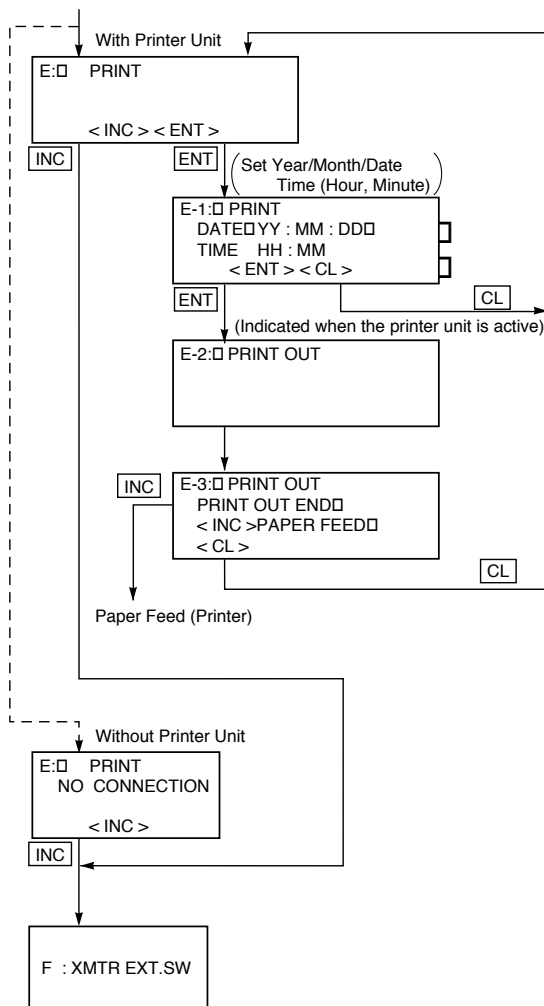 With Printer Unit
E:□ PRINT
< INC > < ENT >
INC
ENT
(Set Year/Month/Date
Time (Hour, Minute))
E-1:□ PRINT
DATE□YY : MM : DD□
TIME HH : MM
< ENT > < CL >
ENT
CL
(Indicated when the printer unit is active)
E-2:□ PRINT OUT
INC
E-3:□ PRINT OUT
PRINT OUT END□
< INC >PAPER FEED□
< CL >
CL
Paper Feed (Printer)
Without Printer Unit
E:□ PRINT
NO CONNECTION
< INC >
INC
F : XMTR EXT.SW